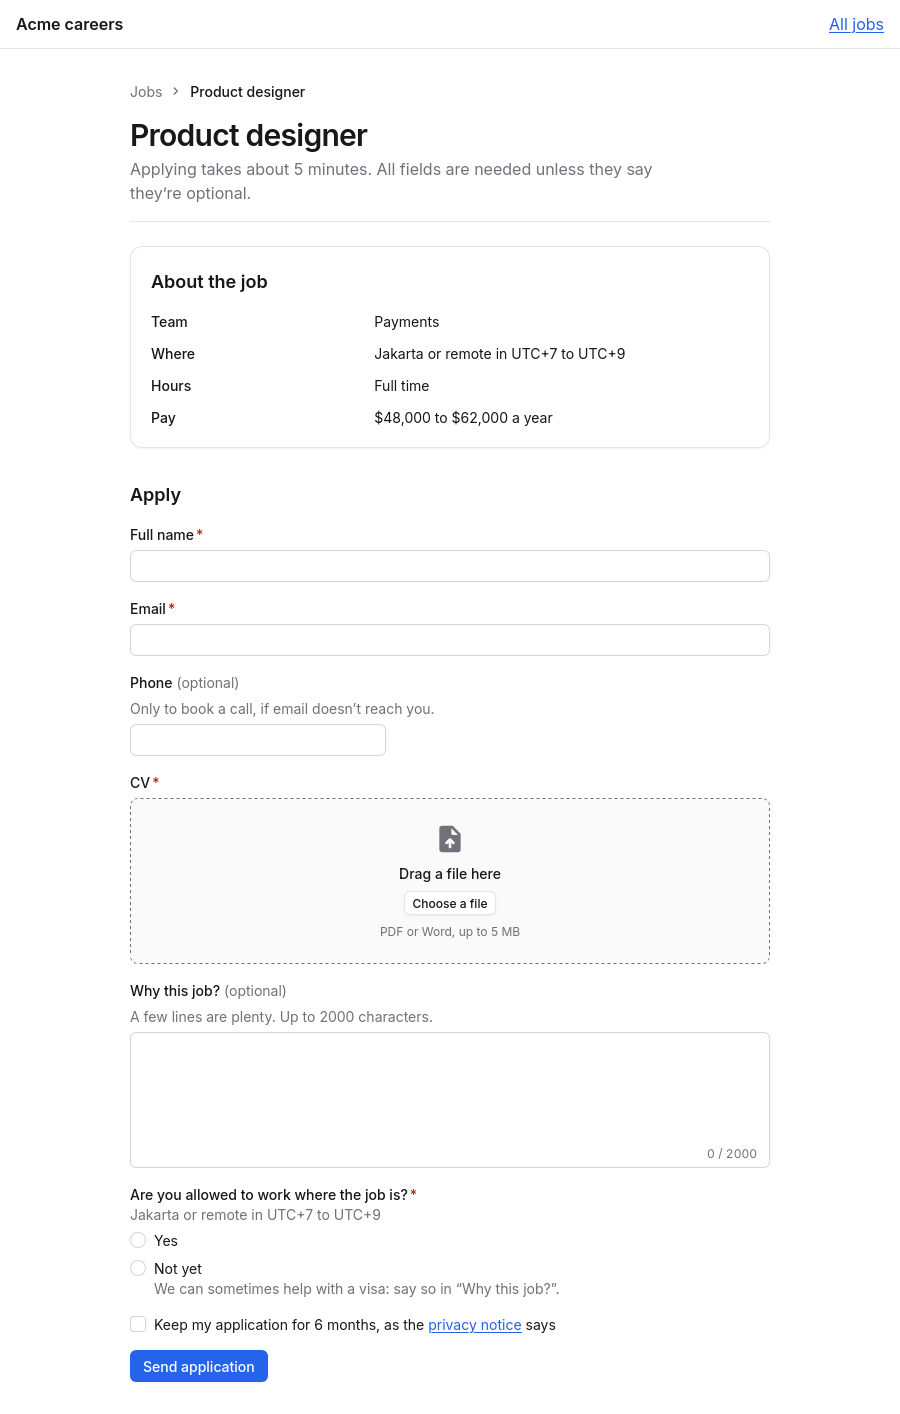 Acme careers
All jobs
Jobs > Product designer
Product designer
Applying takes about 5 minutes. All fields are needed unless they say
they’re optional.
About the job
Team Payments
Where Jakarta or remote in UTC+7 to UTC+9
Hours Full time
Pay $48,000 to $62,000 a year
Apply
Full name*
Email*
Phone (optional)
Only to book a call, if email doesn’t reach you.
CV*
Drag a file here
Choose a file
PDF or Word, up to 5 MB
Why this job? (optional)
A few lines are plenty. Up to 2000 characters.
0 / 2000
Are you allowed to work where the job is?*
Jakarta or remote in UTC+7 to UTC+9
Yes
Not yet
We can sometimes help with a visa: say so in “Why this job?”.
Keep my application for 6 months, as the privacy notice says
Send application